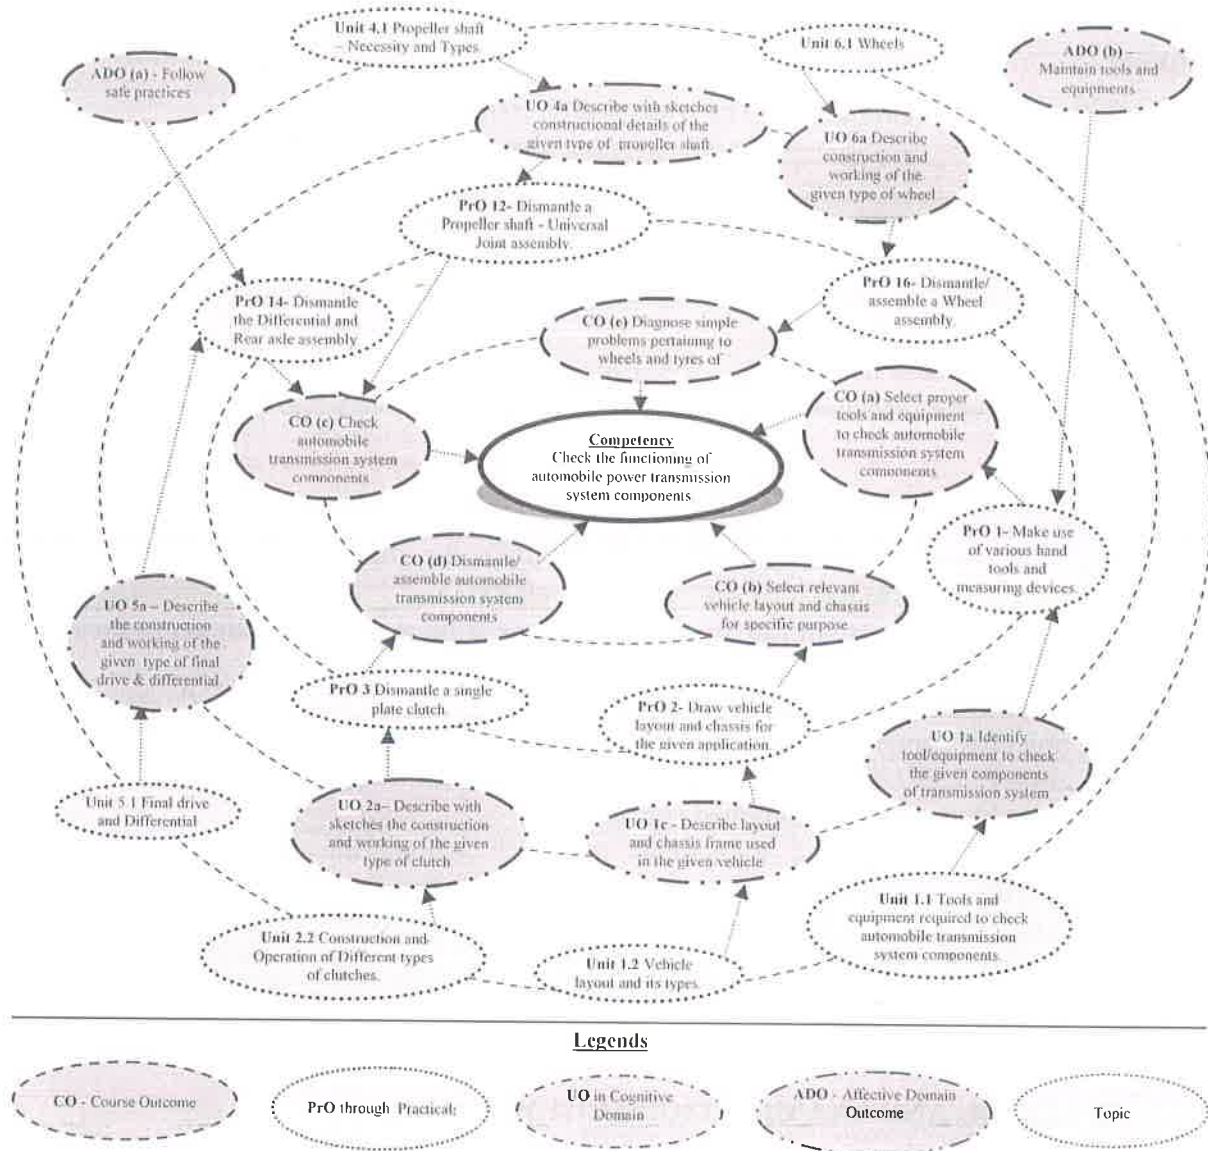 Unit 4.1 Propeller shaft
– Necessity and Types.
Unit 6.1 Wheels
ADO (a) - Follow
safe practices
ADO (b) –
Maintain tools and
equipments
UO 4a Describe with sketches
constructional details of the
given type of propeller shaft.
UO 6a Describe
construction and
working of the
given type of wheel
PrO 12- Dismantle a
Propeller shaft - Universal
Joint assembly.
PrO 14- Dismantle
the Differential and
Rear axle assembly
PrO 16- Dismantle/
assemble a Wheel
assembly.
CO (e) Diagnose simple
problems pertaining to
wheels and tyres of
CO (c) Check
automobile
transmission system
components
CO (a) Select proper
tools and equipment
to check automobile
transmission system
components
Competency
Check the functioning of
automobile power transmission
system components
PrO 1- Make use
of various hand
tools and
measuring devices.
CO (d) Dismantle/
assemble automobile
transmission system
components
CO (b) Select relevant
vehicle layout and chassis
for specific purpose
UO 5a – Describe
the construction
and working of the
given type of final
drive & differential
PrO 3 Dismantle a single
plate clutch.
PrO 2- Draw vehicle
layout and chassis for
the given application.
UO 1a Identify
tool/equipment to check
the given components
of transmission system
Unit 5.1 Final drive
and Differential
UO 2a– Describe with
sketches the construction
and working of the given
type of clutch
UO 1c - Describe layout
and chassis frame used
in the given vehicle
Unit 1.1 Tools and
equipment required to check
automobile transmission
system components.
Unit 2.2 Construction and
Operation of Different types
of clutches.
Unit 1.2 Vehicle
layout and its types.
Legends
CO - Course Outcome
PrO through Practical:
UO in Cognitive
Domain
ADO - Affective Domain
Outcome
Topic